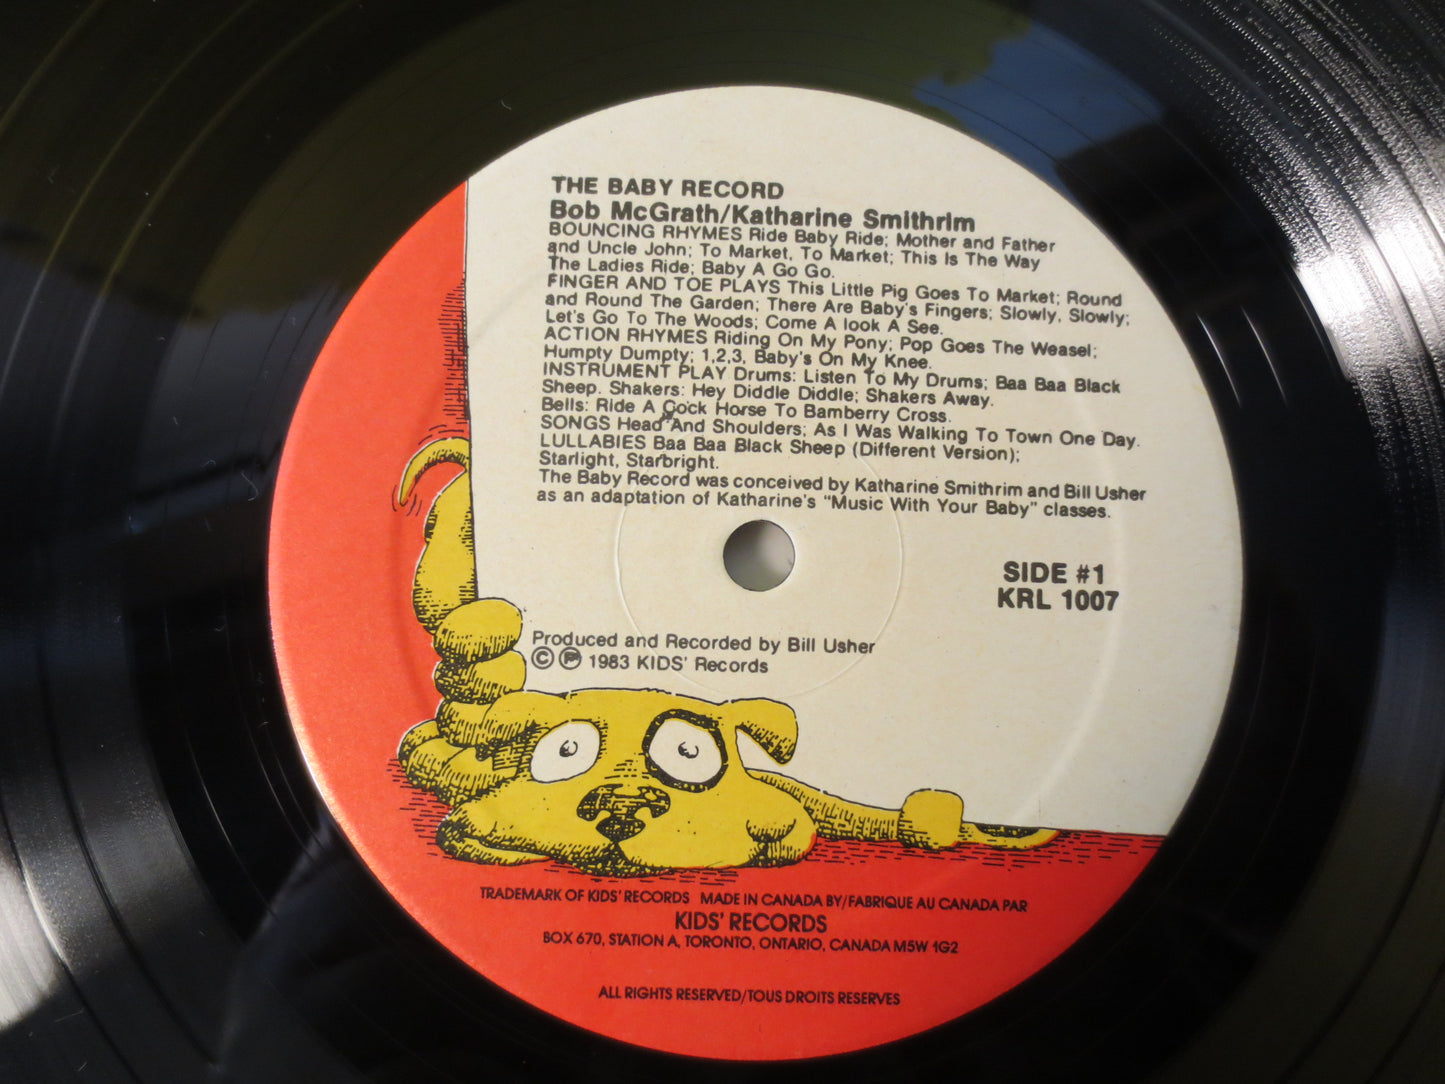 THE BABY RECORD
Bob McGrath/Katharine Smithrim
BOUNCING RHYMES Ride Baby Ride; Mother and Father
and Uncle John; To Market, To Market; This Is The Way
The Ladies Ride; Baby A Go Go.
FINGER AND TOE PLAYS This Little Pig Goes To Market; Round
and Round The Garden; There Are Baby's Fingers; Slowly, Slowly;
Let's Go To The Woods; Come A look A See.
ACTION RHYMES Riding On My Pony; Pop Goes The Weasel;
Humpty Dumpty; 1,2,3, Baby's On My Knee.
INSTRUMENT PLAY Drums: Listen To My Drums; Baa Baa Black
Sheep. Shakers: Hey Diddle Diddle; Shakers Away.
Bells: Ride A Cock Horse To Bamberry Cross.
SONGS Head And Shoulders; As I Was Walking To Town One Day.
LULLABIES Baa Baa Black Sheep (Different Version);
Starlight, Starbright.
The Baby Record was conceived by Katharine Smithrim and Bill Usher
as an adaptation of Katharine's "Music With Your Baby" classes.
SIDE #1
KRL 1007
Produced and Recorded by Bill Usher
© ℗ 1983 KIDS' Records
TRADEMARK OF KIDS' RECORDS MADE IN CANADA BY/FABRIQUE AU CANADA PAR
KIDS' RECORDS
BOX 670, STATION A, TORONTO, ONTARIO, CANADA M5W 1G2
ALL RIGHTS RESERVED/TOUS DROITS RESERVES